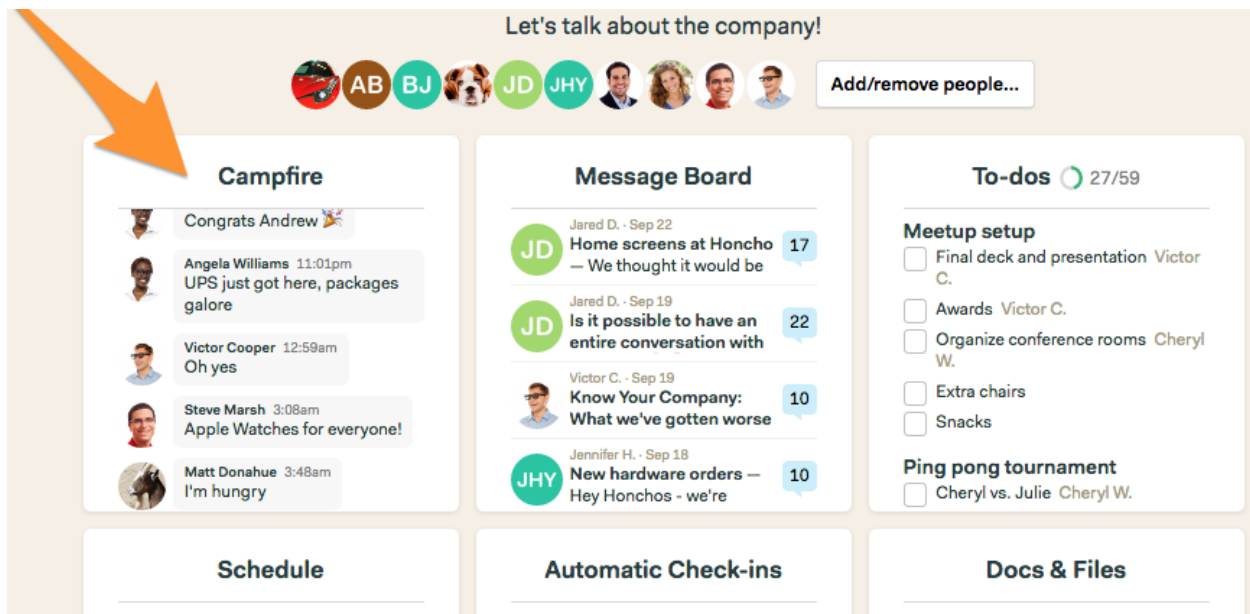 Let's talk about the company!
AB BJ JD JHY Add/remove people...
Campfire
Congrats Andrew 🎉
Angela Williams 11:01pm
UPS just got here, packages
galore
Victor Cooper 12:59am
Oh yes
Steve Marsh 3:08am
Apple Watches for everyone!
Matt Donahue 3:48am
I'm hungry
Message Board
Jared D. · Sep 22
JD Home screens at Honcho 17
— We thought it would be
Jared D. · Sep 19
JD Is it possible to have an 22
entire conversation with
Victor C. · Sep 19
Know Your Company: 10
What we've gotten worse
Jennifer H. · Sep 18
JHY New hardware orders — 10
Hey Honchos - we're
To-dos 27/59
Meetup setup
Final deck and presentation Victor
C.
Awards Victor C.
Organize conference rooms Cheryl
W.
Extra chairs
Snacks
Ping pong tournament
Cheryl vs. Julie Cheryl W.
Schedule
Automatic Check-ins
Docs & Files